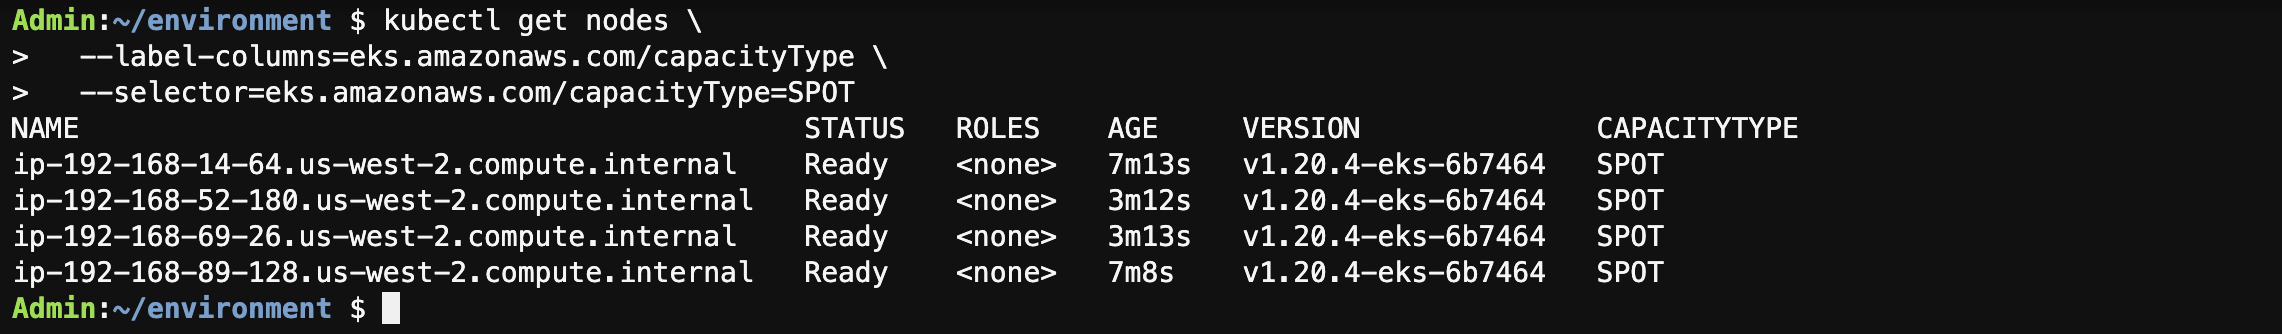 Admin:~/environment $ kubectl get nodes \
>   --label-columns=eks.amazonaws.com/capacityType \
>   --selector=eks.amazonaws.com/capacityType=SPOT
NAME                                           STATUS   ROLES    AGE     VERSION              CAPACITYTYPE
ip-192-168-14-64.us-west-2.compute.internal    Ready    <none>   7m13s   v1.20.4-eks-6b7464   SPOT
ip-192-168-52-180.us-west-2.compute.internal   Ready    <none>   3m12s   v1.20.4-eks-6b7464   SPOT
ip-192-168-69-26.us-west-2.compute.internal    Ready    <none>   3m13s   v1.20.4-eks-6b7464   SPOT
ip-192-168-89-128.us-west-2.compute.internal   Ready    <none>   7m8s    v1.20.4-eks-6b7464   SPOT
Admin:~/environment $